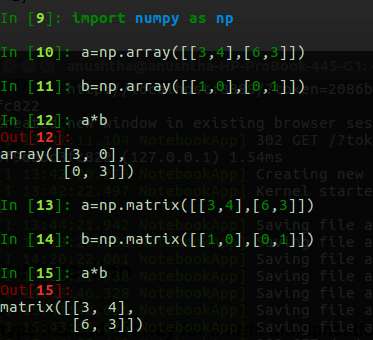 In [9]: import numpy as np
In [10]: a=np.array([[3,4],[6,3]])
In [11]: b=np.array([[1,0],[0,1]])
In [12]: a*b
Out[12]:
array([[3, 0],
[0, 3]])
In [13]: a=np.matrix([[3,4],[6,3]])
In [14]: b=np.matrix([[1,0],[0,1]])
In [15]: a*b
Out[15]:
matrix([[3, 4],
[6, 3]])